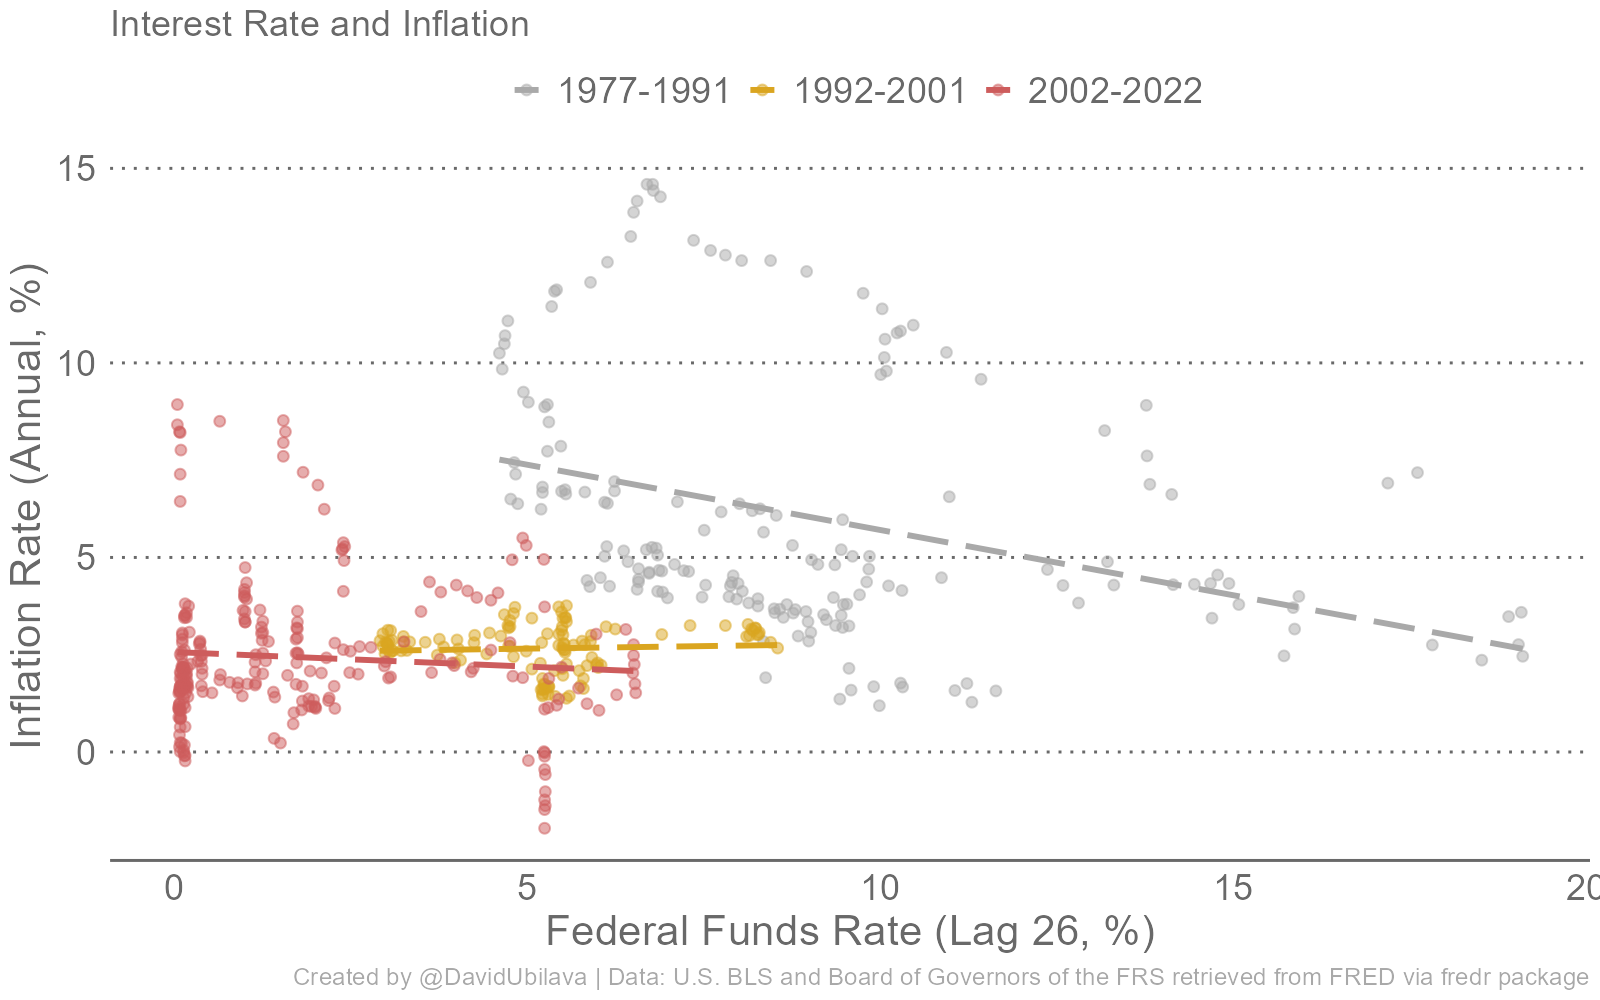 Interest Rate and Inflation
1977-1991 1992-2001 2002-2022
15
10
5
0
Inflation Rate (Annual, %)
0 5 10 15 20
Federal Funds Rate (Lag 26, %)
Created by @DavidUbilava | Data: U.S. BLS and Board of Governors of the FRS retrieved from FRED via fredr package